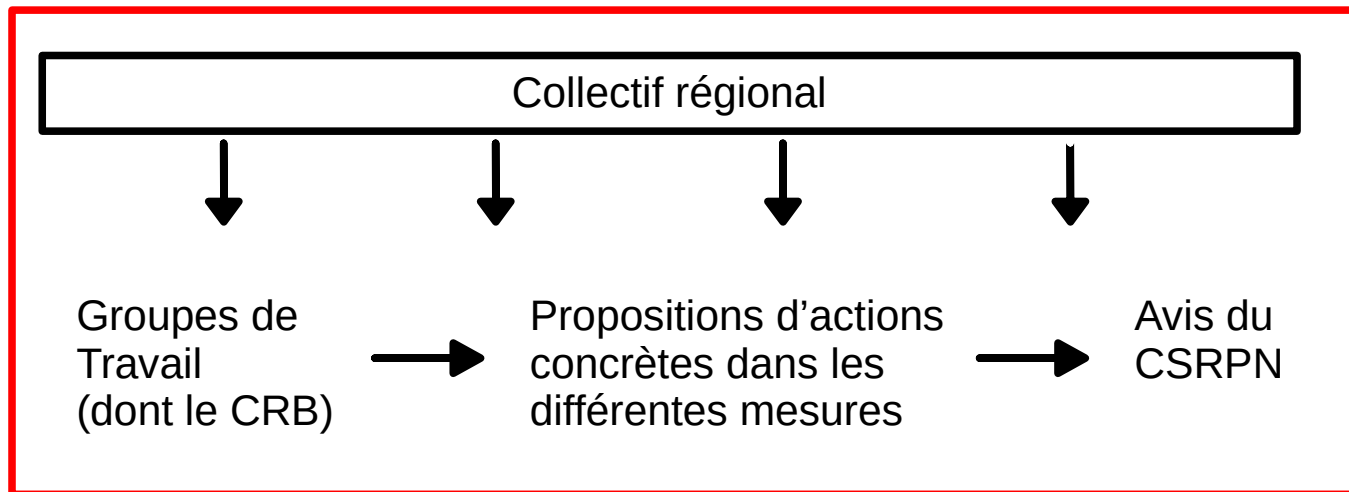 Collectif régional
Groupes de
Travail
(dont le CRB)
Propositions d’actions
concrètes dans les
différentes mesures
Avis du
CSRPN